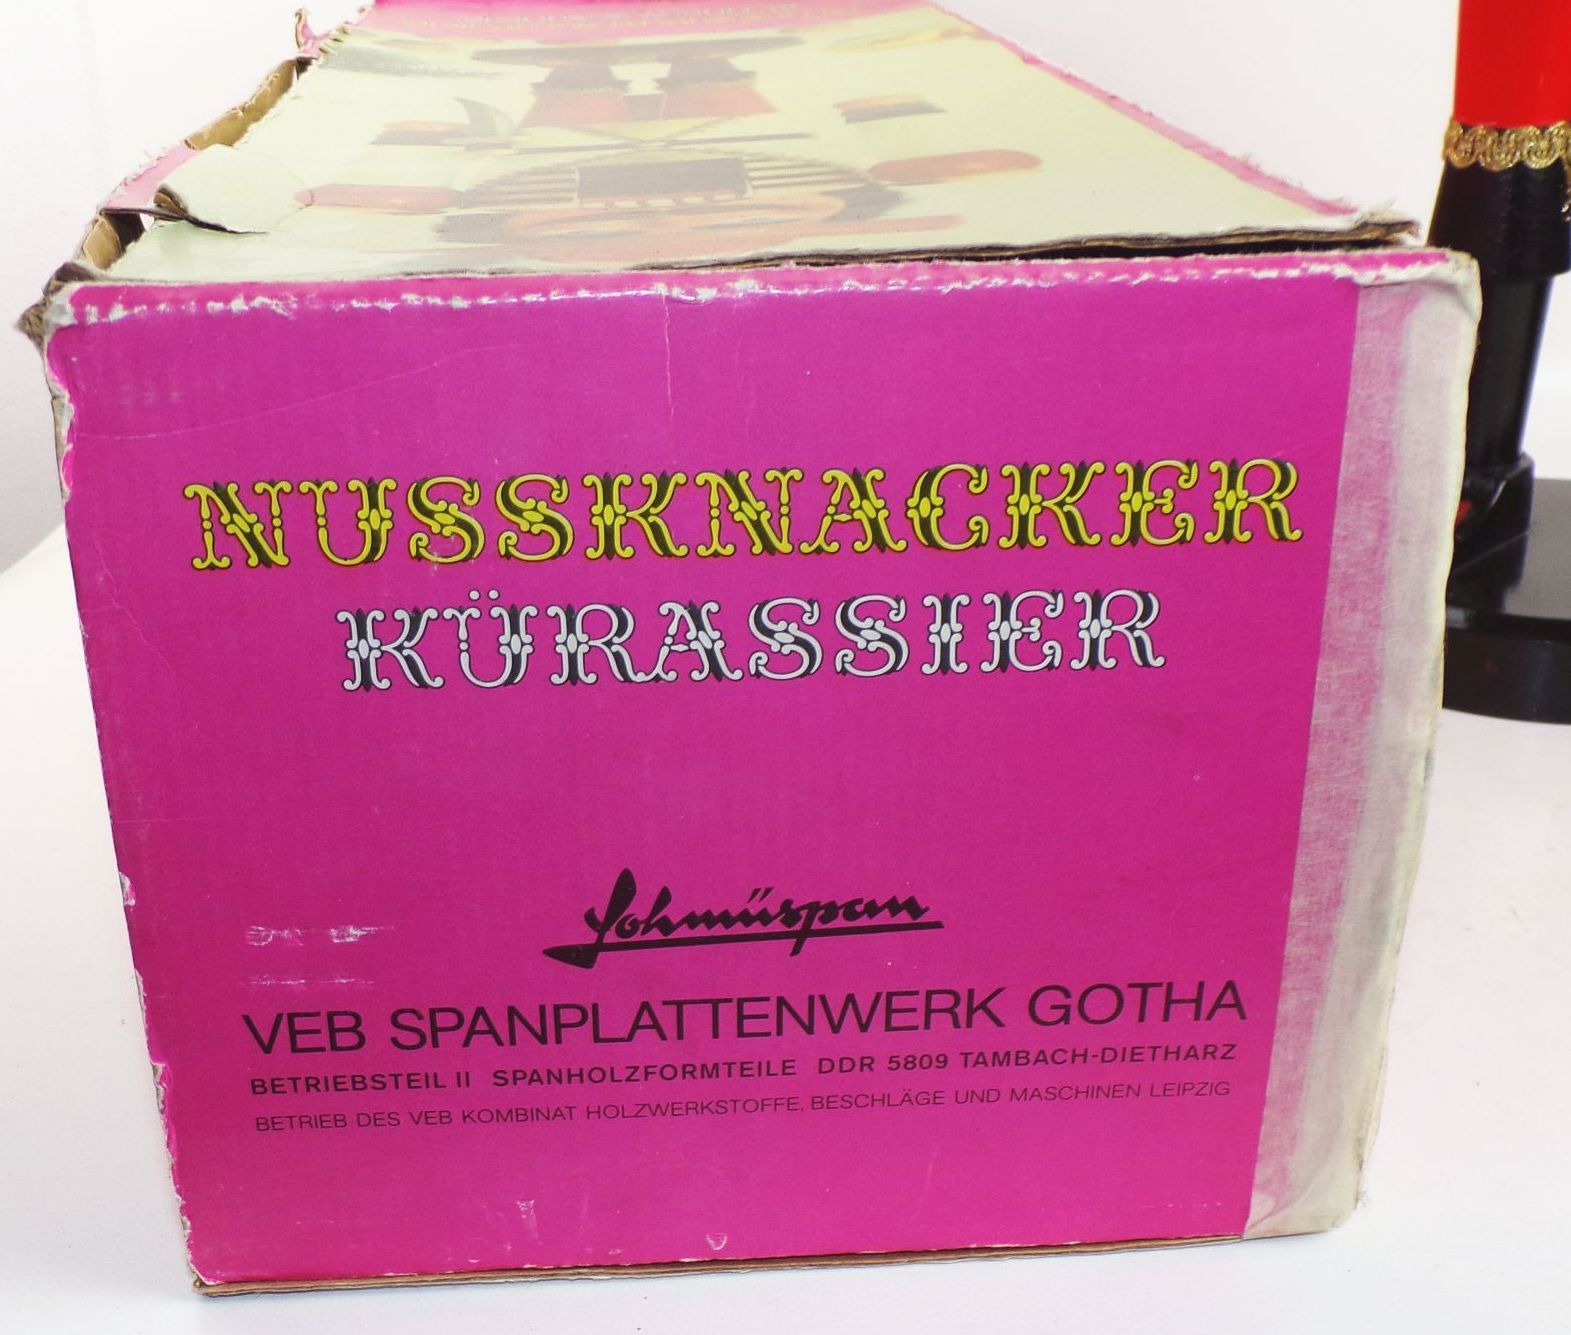 NUSSKNACKER
KÜRASSIER
Lohmüspan
VEB SPANPLATTENWERK GOTHA
BETRIEBSTEIL II SPANHOLZFORMTEILE DDR 5809 TAMBACH-DIETHARZ
BETRIEB DES VEB KOMBINAT HOLZWERKSTOFFE, BESCHLÄGE UND MASCHINEN LEIPZIG